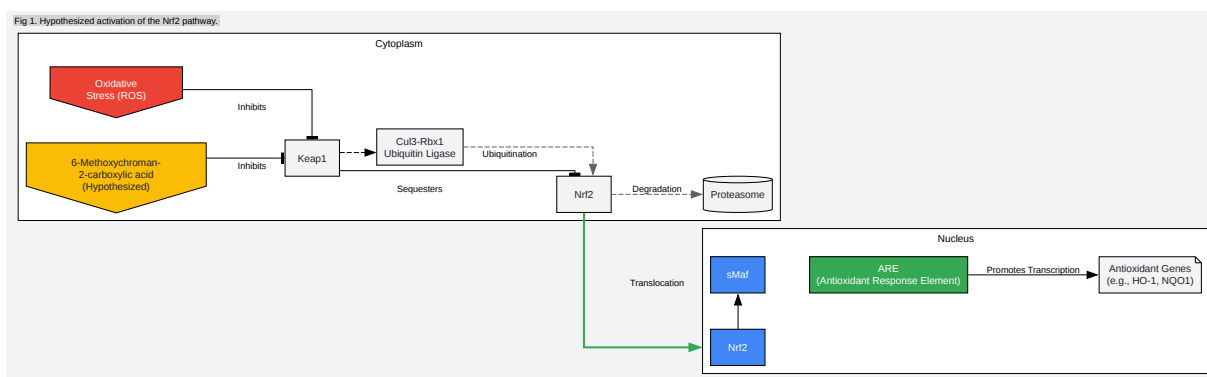 Fig 1. Hypothesized activation of the Nrf2 pathway.
Cytoplasm
Oxidative
Stress (ROS)
Inhibits
6-Methoxychroman-
2-carboxylic acid
(Hypothesized)
Inhibits
Keap1
Cul3-Rbx1
Ubiquitin Ligase
Ubiquitination
Sequesters
Nrf2
Degradation
Proteasome
Translocation
Nucleus
sMaf
Nrf2
ARE
(Antioxidant Response Element)
Promotes Transcription
Antioxidant Genes
(e.g., HO-1, NQO1)